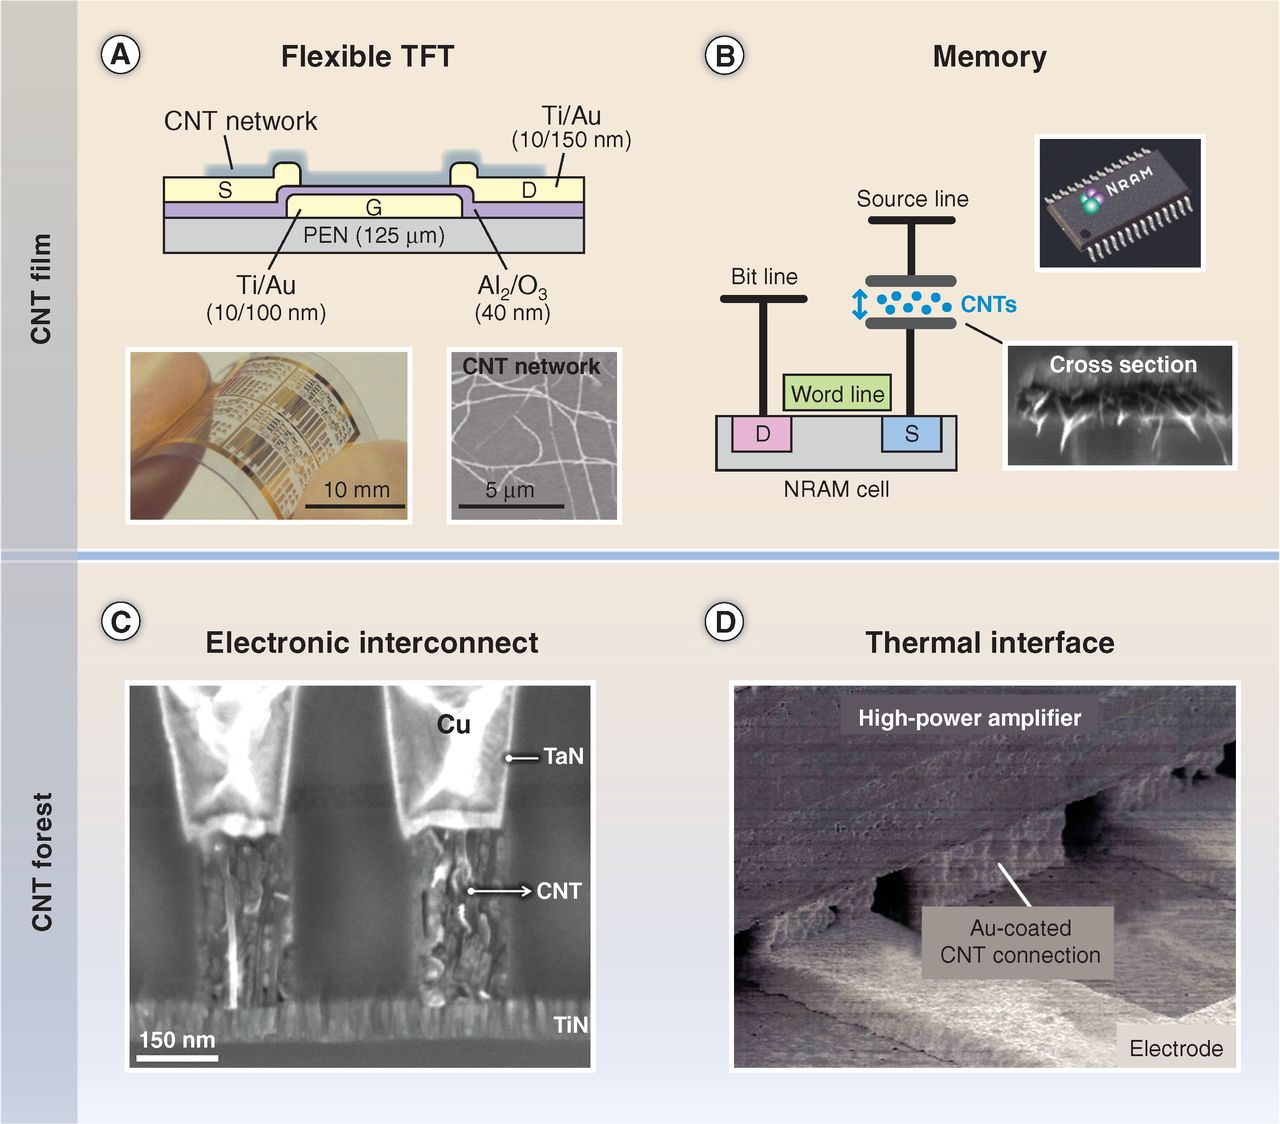 CNT film
A
Flexible TFT
CNT network
Ti/Au
(10/150 nm)
S
D
G
PEN (125 µm)
Ti/Au
(10/100 nm)
Al2/O3
(40 nm)
10 mm
CNT network
5 µm
B
Memory
NRAM
Source line
Bit line
CNTs
Word line
D
S
NRAM cell
Cross section
CNT forest
C
Electronic interconnect
Cu
TaN
CNT
TiN
150 nm
D
Thermal interface
High-power amplifier
Au-coated
CNT connection
Electrode